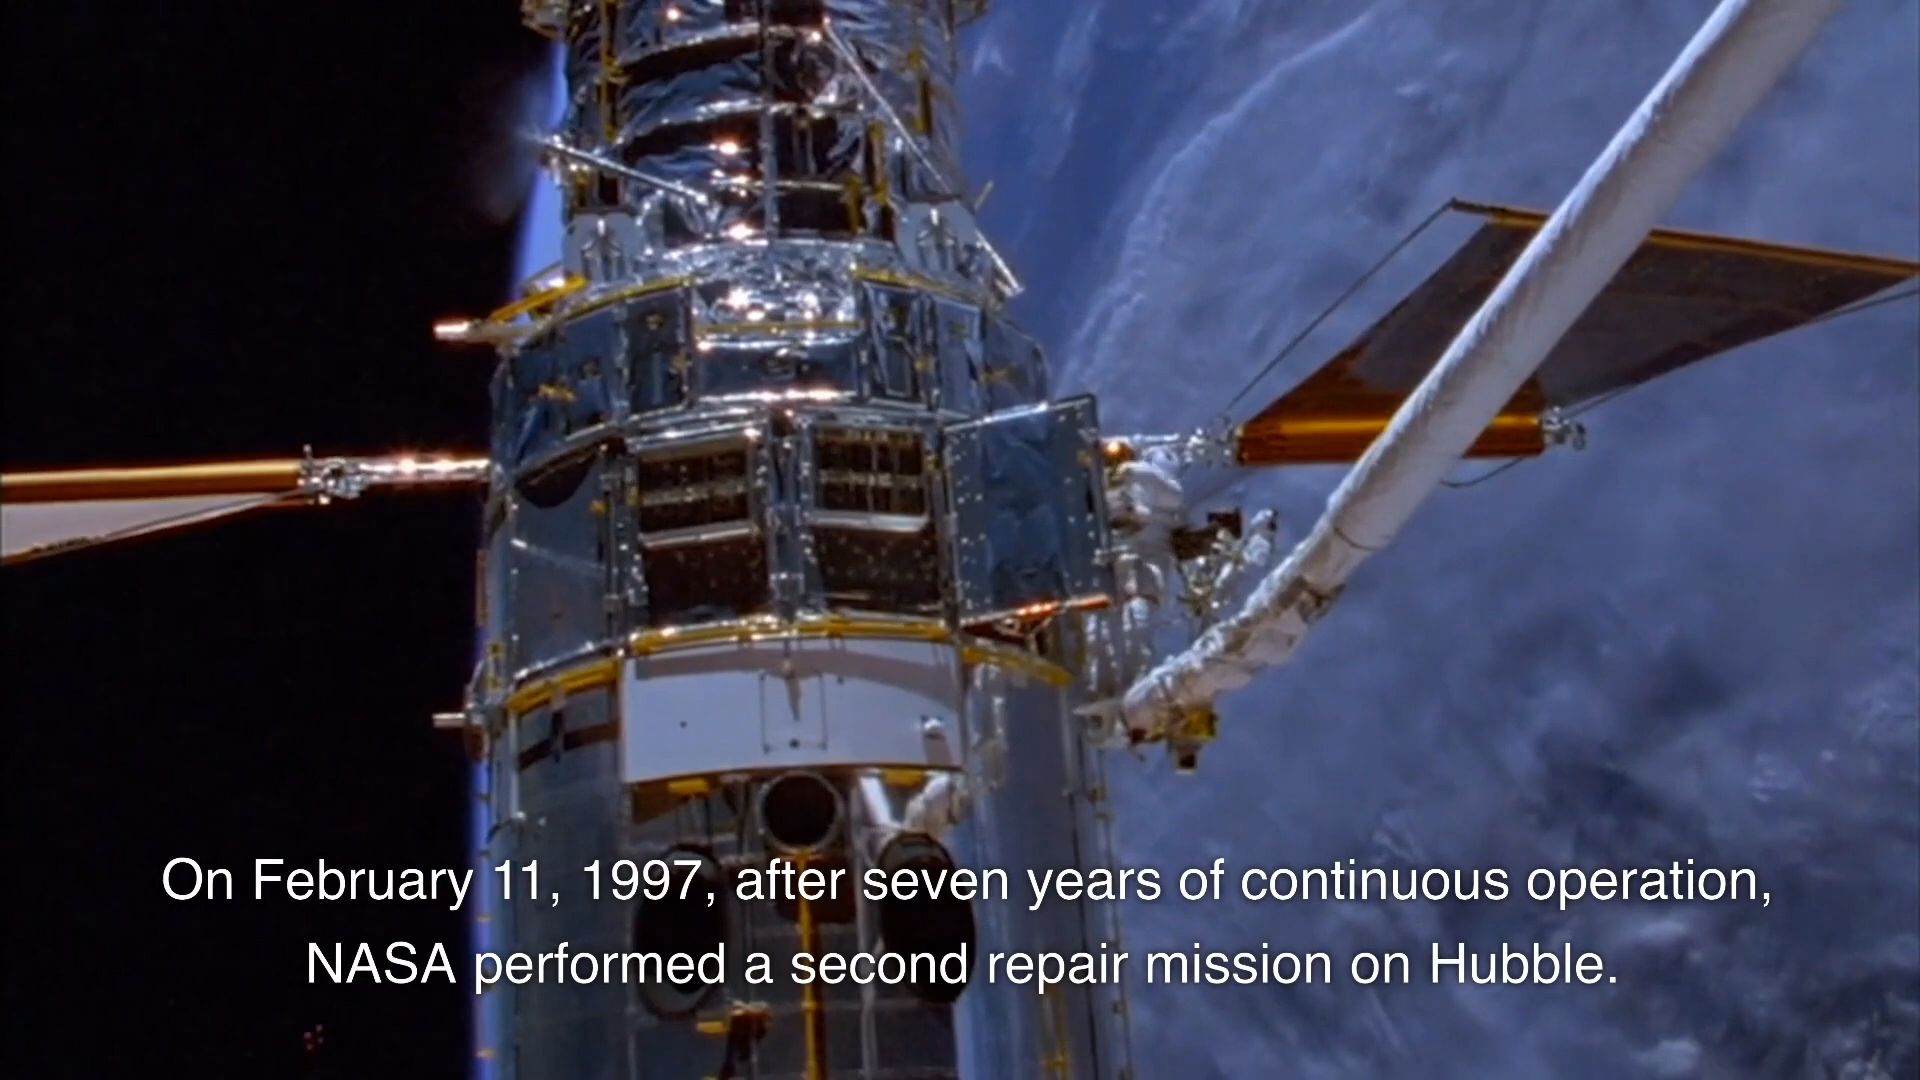 On February 11, 1997, after seven years of continuous operation,
NASA performed a second repair mission on Hubble.